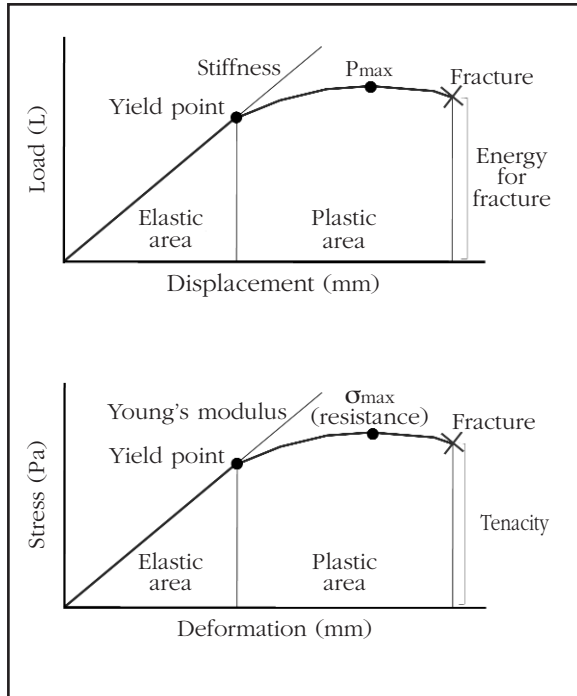 Stiffness
Pmax
Fracture
Yield point
Load (L)
Energy
for
fracture
Elastic
area
Plastic
area
Displacement (mm)
Young's modulus
σmax
(resistance)
Fracture
Yield point
Stress (Pa)
Tenacity
Elastic
area
Plastic
area
Deformation (mm)